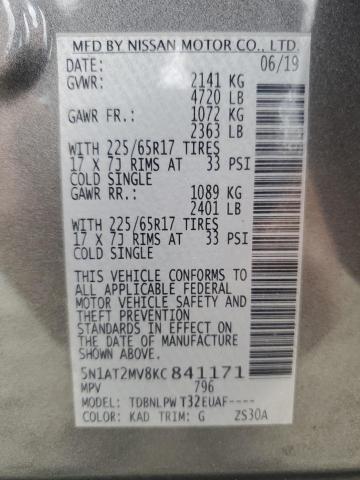 MFD BY NISSAN MOTOR CO., LTD.
DATE: 06/19
GVWR: 2141 KG
4720 LB
GAWR FR.: 1072 KG
2363 LB
WITH 225/65R17 TIRES
17 X 7J RIMS AT 33 PSI
COLD SINGLE
GAWR RR.: 1089 KG
2401 LB
WITH 225/65R17 TIRES
17 X 7J RIMS AT 33 PSI
COLD SINGLE
THIS VEHICLE CONFORMS TO
ALL APPLICABLE FEDERAL
MOTOR VEHICLE SAFETY AND
THEFT PREVENTION
STANDARDS IN EFFECT ON THE
DATE OF MANUFACTURE
SHOWN ABOVE.
5N1AT2MV8KC841171
MPV 796
MODEL: TDBNLPW T32EUAF----
COLOR: KAD TRIM: G ZS30A